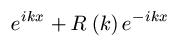 e^{ikx} + R (k) e^{-ikx}